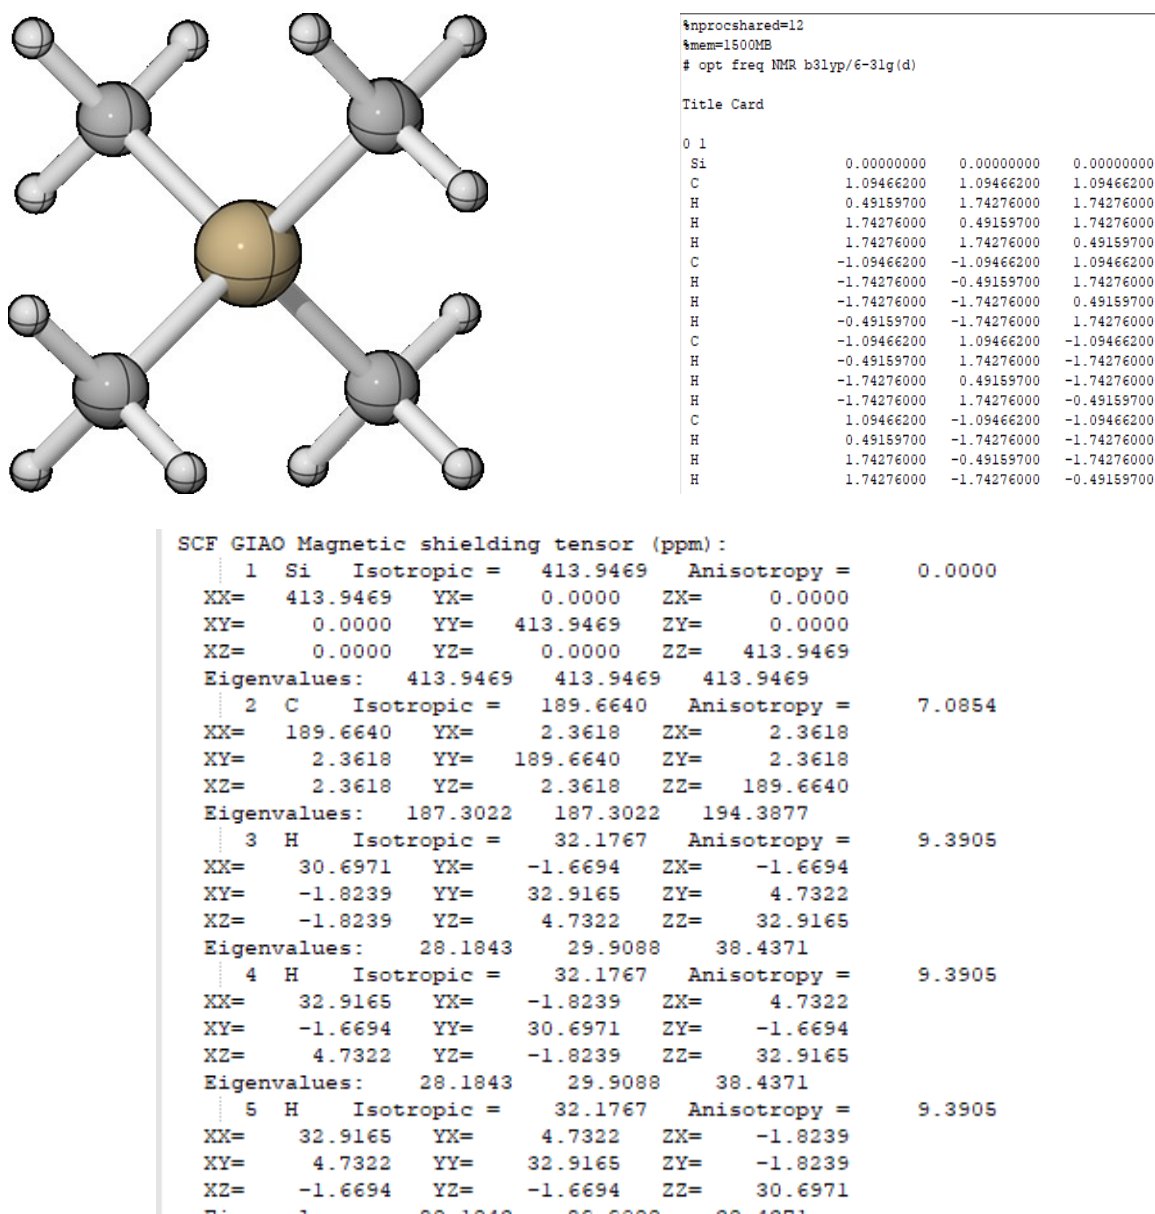 %nprocshared=12
%mem=1500MB
# opt freq NMR b3lyp/6-31g(d)
Title Card
0 1
Si 0.00000000 0.00000000 0.00000000
C 1.09466200 1.09466200 1.09466200
H 0.49159700 1.74276000 1.74276000
H 1.74276000 0.49159700 1.74276000
H 1.74276000 1.74276000 0.49159700
C -1.09466200 -1.09466200 1.09466200
H -1.74276000 -0.49159700 1.74276000
H -1.74276000 -1.74276000 0.49159700
H -0.49159700 -1.74276000 1.74276000
C -1.09466200 1.09466200 -1.09466200
H -0.49159700 1.74276000 -1.74276000
H -1.74276000 0.49159700 -1.74276000
H -1.74276000 1.74276000 -0.49159700
C 1.09466200 -1.09466200 -1.09466200
H 0.49159700 -1.74276000 -1.74276000
H 1.74276000 -0.49159700 -1.74276000
H 1.74276000 -1.74276000 -0.49159700
SCF GIAO Magnetic shielding tensor (ppm):
1 Si Isotropic = 413.9469 Anisotropy = 0.0000
XX= 413.9469 YX= 0.0000 ZX= 0.0000
XY= 0.0000 YY= 413.9469 ZY= 0.0000
XZ= 0.0000 YZ= 0.0000 ZZ= 413.9469
Eigenvalues: 413.9469 413.9469 413.9469
2 C Isotropic = 189.6640 Anisotropy = 7.0854
XX= 189.6640 YX= 2.3618 ZX= 2.3618
XY= 2.3618 YY= 189.6640 ZY= 2.3618
XZ= 2.3618 YZ= 2.3618 ZZ= 189.6640
Eigenvalues: 187.3022 187.3022 194.3877
3 H Isotropic = 32.1767 Anisotropy = 9.3905
XX= 30.6971 YX= -1.6694 ZX= -1.6694
XY= -1.8239 YY= 32.9165 ZY= 4.7322
XZ= -1.8239 YZ= 4.7322 ZZ= 32.9165
Eigenvalues: 28.1843 29.9088 38.4371
4 H Isotropic = 32.1767 Anisotropy = 9.3905
XX= 32.9165 YX= -1.8239 ZX= 4.7322
XY= -1.6694 YY= 30.6971 ZY= -1.6694
XZ= 4.7322 YZ= -1.8239 ZZ= 32.9165
Eigenvalues: 28.1843 29.9088 38.4371
5 H Isotropic = 32.1767 Anisotropy = 9.3905
XX= 32.9165 YX= 4.7322 ZX= -1.8239
XY= 4.7322 YY= 32.9165 ZY= -1.8239
XZ= -1.6694 YZ= -1.6694 ZZ= 30.6971